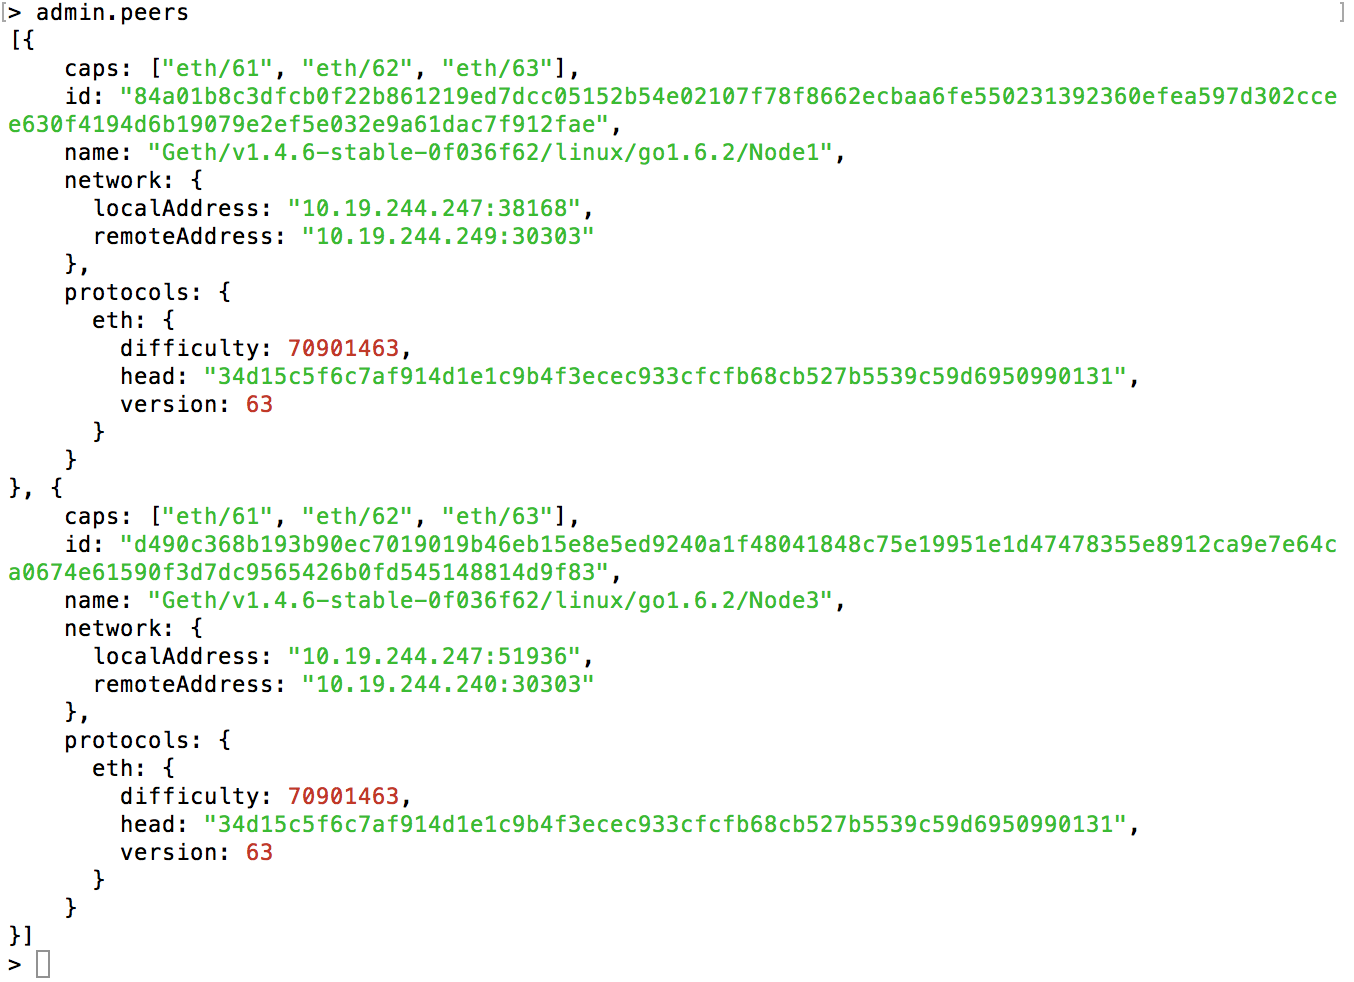 > admin.peers
[{
    caps: ["eth/61", "eth/62", "eth/63"],
    id: "84a01b8c3dfcb0f22b861219ed7dcc05152b54e02107f78f8662ecbaa6fe550231392360efea597d302cce
e630f4194d6b19079e2ef5e032e9a61dac7f912fae",
    name: "Geth/v1.4.6-stable-0f036f62/linux/go1.6.2/Node1",
    network: {
      localAddress: "10.19.244.247:38168",
      remoteAddress: "10.19.244.249:30303"
    },
    protocols: {
      eth: {
        difficulty: 70901463,
        head: "34d15c5f6c7af914d1e1c9b4f3ecec933cfcfb68cb527b5539c59d6950990131",
        version: 63
      }
    }
}, {
    caps: ["eth/61", "eth/62", "eth/63"],
    id: "d490c368b193b90ec7019019b46eb15e8e5ed9240a1f48041848c75e19951e1d47478355e8912ca9e7e64c
a0674e61590f3d7dc9565426b0fd545148814d9f83",
    name: "Geth/v1.4.6-stable-0f036f62/linux/go1.6.2/Node3",
    network: {
      localAddress: "10.19.244.247:51936",
      remoteAddress: "10.19.244.240:30303"
    },
    protocols: {
      eth: {
        difficulty: 70901463,
        head: "34d15c5f6c7af914d1e1c9b4f3ecec933cfcfb68cb527b5539c59d6950990131",
        version: 63
      }
    }
}]
>